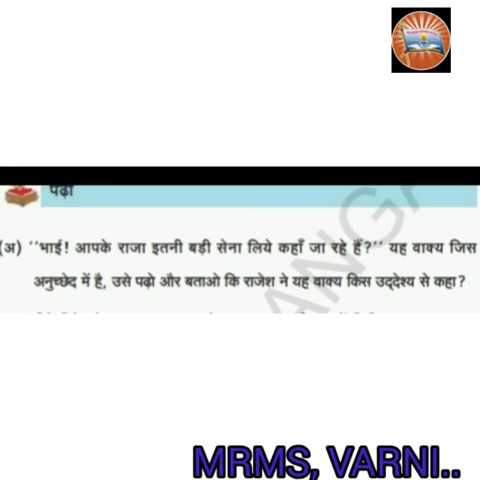 पढ़ो
(अ) ‘‘भाई! आपके राजा इतनी बड़ी सेना लिये कहाँ जा रहे हैं?’’ यह वाक्य जिस
अनुच्छेद में है, उसे पढ़ो और बताओ कि राजेश ने यह वाक्य किस उद्देश्य से कहा?
MRMS, VARNI..